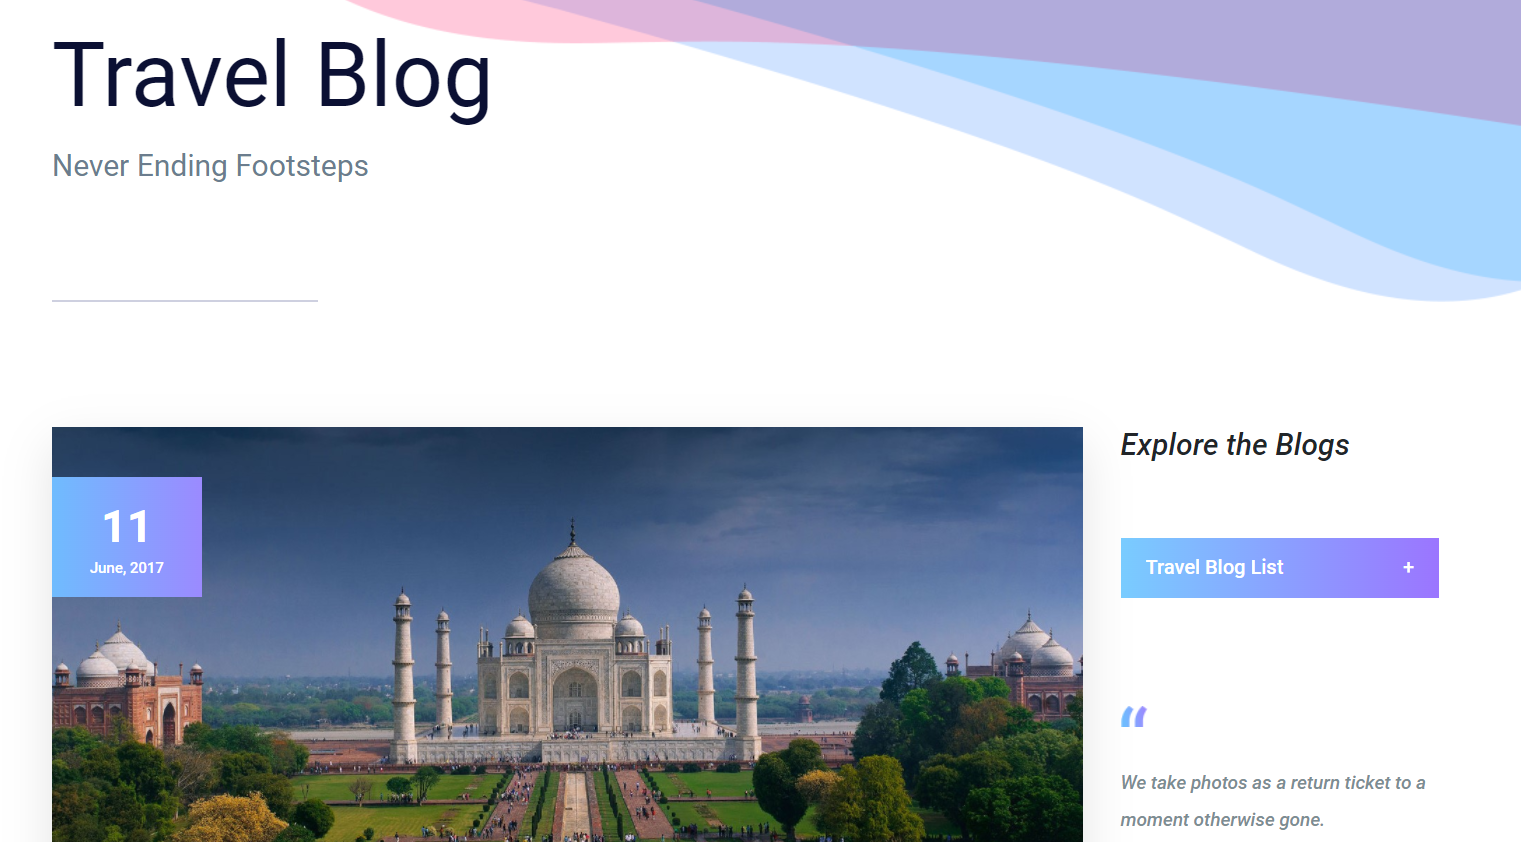 Travel Blog
Never Ending Footsteps
11
June, 2017
Explore the Blogs
Travel Blog List +
“
We take photos as a return ticket to a
moment otherwise gone.